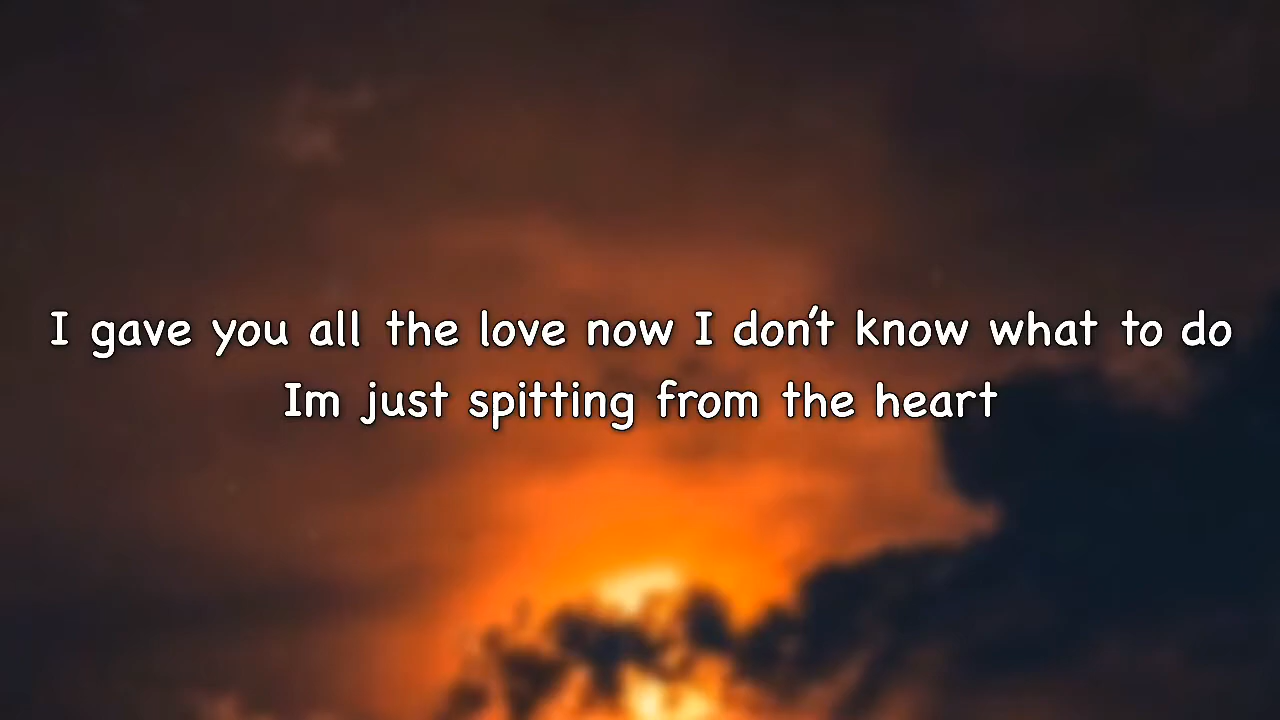 I gave you all the love now I don't know what to do
Im just spitting from the heart